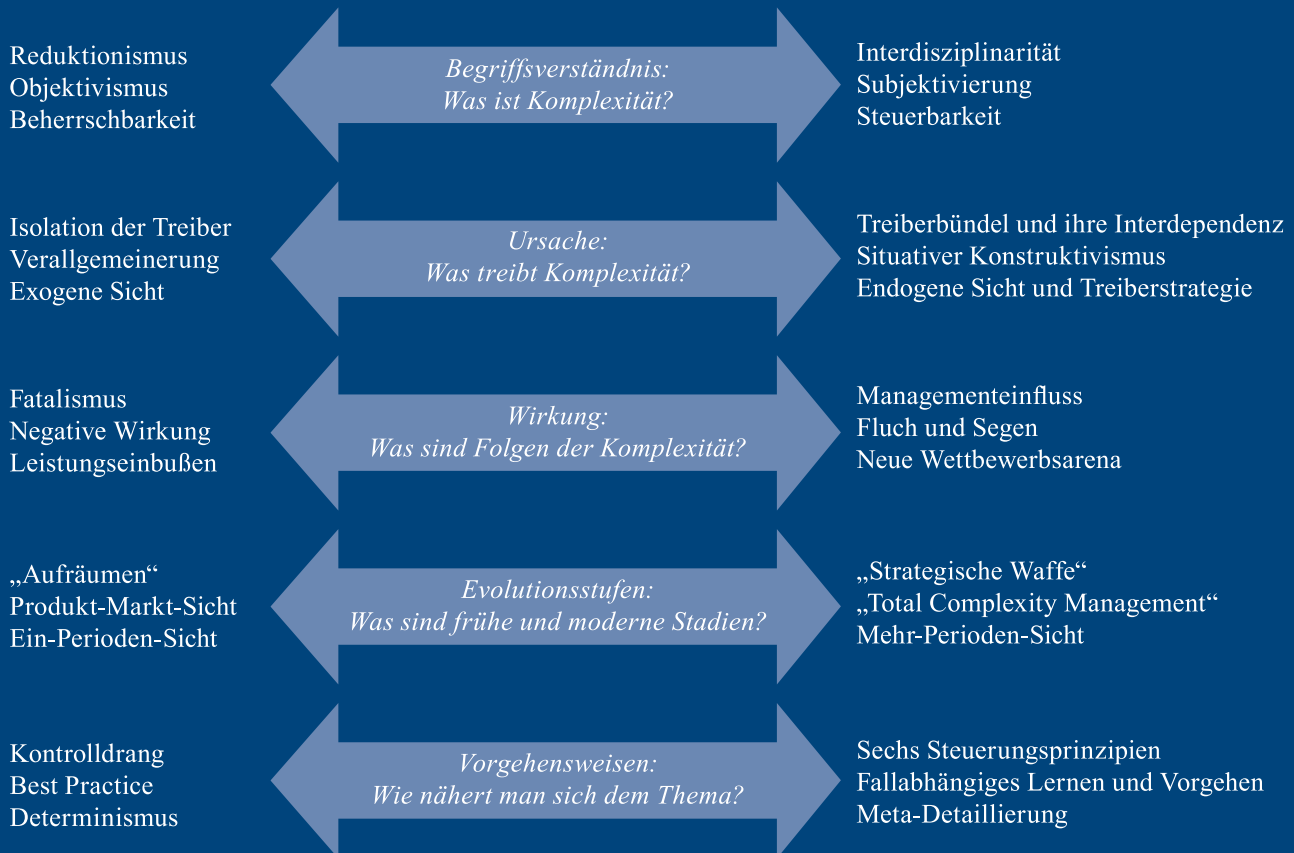 Reduktionismus
Objektivismus
Beherrschbarkeit
Begriffsverständnis:
Was ist Komplexität?
Interdisziplinarität
Subjektivierung
Steuerbarkeit
Isolation der Treiber
Verallgemeinerung
Exogene Sicht
Ursache:
Was treibt Komplexität?
Treiberbündel und ihre Interdependenz
Situativer Konstruktivismus
Endogene Sicht und Treiberstrategie
Fatalismus
Negative Wirkung
Leistungseinbußen
Wirkung:
Was sind Folgen der Komplexität?
Managementeinfluss
Fluch und Segen
Neue Wettbewerbsarena
„Aufräumen“
Produkt-Markt-Sicht
Ein-Perioden-Sicht
Evolutionsstufen:
Was sind frühe und moderne Stadien?
„Strategische Waffe“
„Total Complexity Management“
Mehr-Perioden-Sicht
Kontrolldrang
Best Practice
Determinismus
Vorgehensweisen:
Wie nähert man sich dem Thema?
Sechs Steuerungsprinzipien
Fallabhängiges Lernen und Vorgehen
Meta-Detaillierung